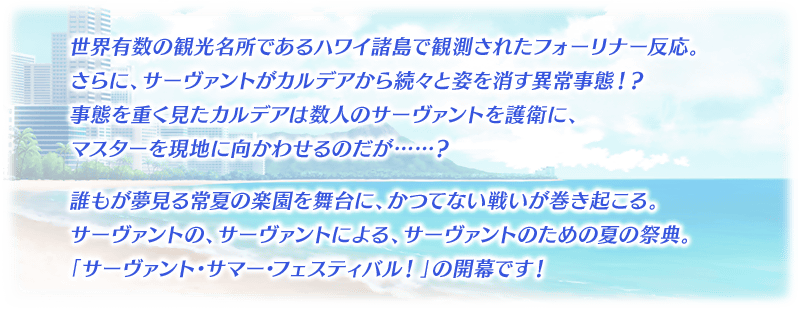 世界有数の観光名所であるハワイ諸島で観測されたフォーリナー反応。
さらに、サーヴァントがカルデアから続々と姿を消す異常事態！？
事態を重く見たカルデアは数人のサーヴァントを護衛に、
マスターを現地に向かわせるのだが……？
誰もが夢見る常夏の楽園を舞台に、かつてない戦いが巻き起こる。
サーヴァントの、サーヴァントによる、サーヴァントのための夏の祭典。
「サーヴァント・サマー・フェスティバル！」の開幕です！